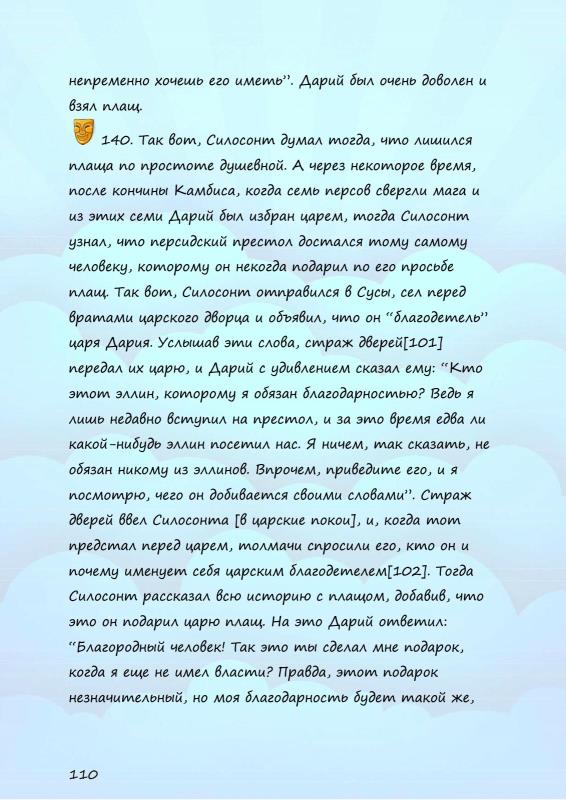 непременно хочешь его иметь”. Дарий был очень доволен и
взял плащ.
140. Так вот, Силосонт думал тогда, что лишился
плаща по простоте душевной. А через некоторое время,
после кончины Камбиса, когда семь персов свергли мага и
из этих семи Дарий был избран царем, тогда Силосонт
узнал, что персидский престол достался тому самому
человеку, которому он некогда подарил по его просьбе
плащ. Так вот, Силосонт отправился в Сусы, сел перед
вратами царского дворца и объявил, что он “благодетель”
царя Дария. Услышав эти слова, страж дверей[101]
передал их царю, и Дарий с удивлением сказал ему: “Кто
этот эллин, которому я обязан благодарностью? Ведь я
лишь недавно вступил на престол, и за это время едва ли
какой-нибудь эллин посетил нас. Я ничем, так сказать, не
обязан никому из эллинов. Впрочем, приведите его, и я
посмотрю, чего он добивается своими словами”. Страж
дверей ввел Силосонта [в царские покои], и, когда тот
предстал перед царем, толмачи спросили его, кто он и
почему именует себя царским благодетелем[102]. Тогда
Силосонт рассказал всю историю с плащом, добавив, что
это он подарил царю плащ. На это Дарий ответил:
“Благородный человек! Так это ты сделал мне подарок,
когда я еще не имел власти? Правда, этот подарок
незначительный, но моя благодарность будет такой же,
110